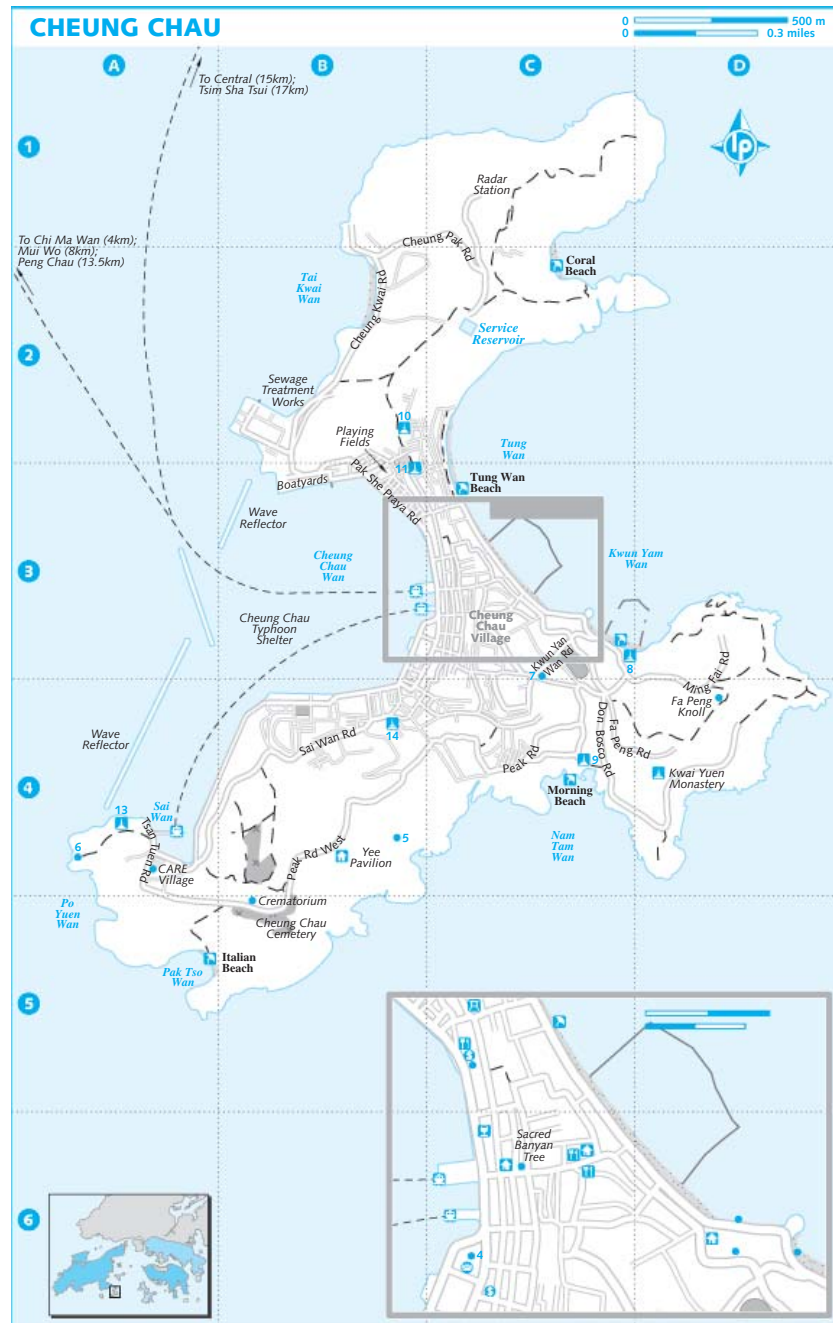 CHEUNG CHAU
0 500 m
0 0.3 miles
A
B
C
D
To Central (15km);
Tsim Sha Tsui (17km)
1
lp
Radar
Station
To Chi Ma Wan (4km);
Mui Wo (8km);
Peng Chau (13.5km)
Cheung Pak Rd
Coral
Beach
Tai
Kwai
Wan
Cheung Kwai Rd
Service
Reservoir
2
Sewage
Treatment
Works
10
Playing
Fields
Tung
Wan
11
Pak She Praya Rd
Tung Wan
Beach
Boatyards
Wave
Reflector
3
Cheung
Chau
Wan
Kwun Yam
Wan
Cheung Chau
Typhoon
Shelter
Cheung
Chau
Village
Kwun Yan
Wan Rd
7
8
Ming Fai Rd
Fa Peng
Knoll
Wave
Reflector
Sai Wan Rd
14
Don Bosco Rd
Fa Peng Rd
Peak Rd
9
Kwai Yuen
Monastery
4
Morning
Beach
13
Sai
Wan
Nam
Tam
Wan
Tsan Tuen Rd
6
5
Peak Rd West
Yee
Pavilion
CARE
Village
Po
Yuen
Wan
Crematorium
Cheung Chau
Cemetery
Italian
Beach
Pak Tso
Wan
5
$
Sacred
Banyan
Tree
6
4
$